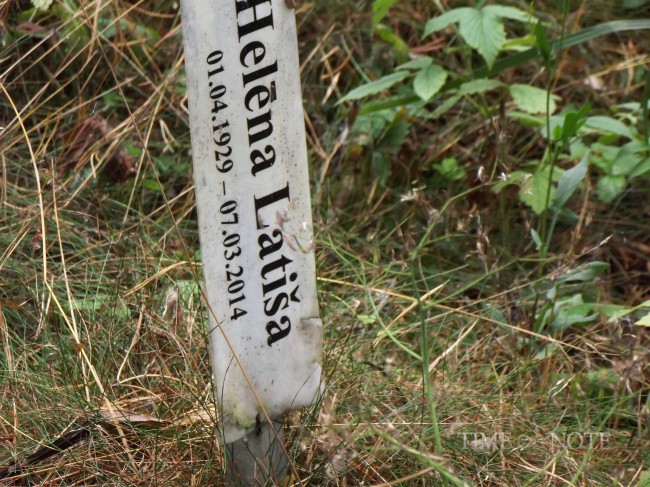 Helēna Latiša
01.04.1929 – 07.03.2014
TIME NOTE